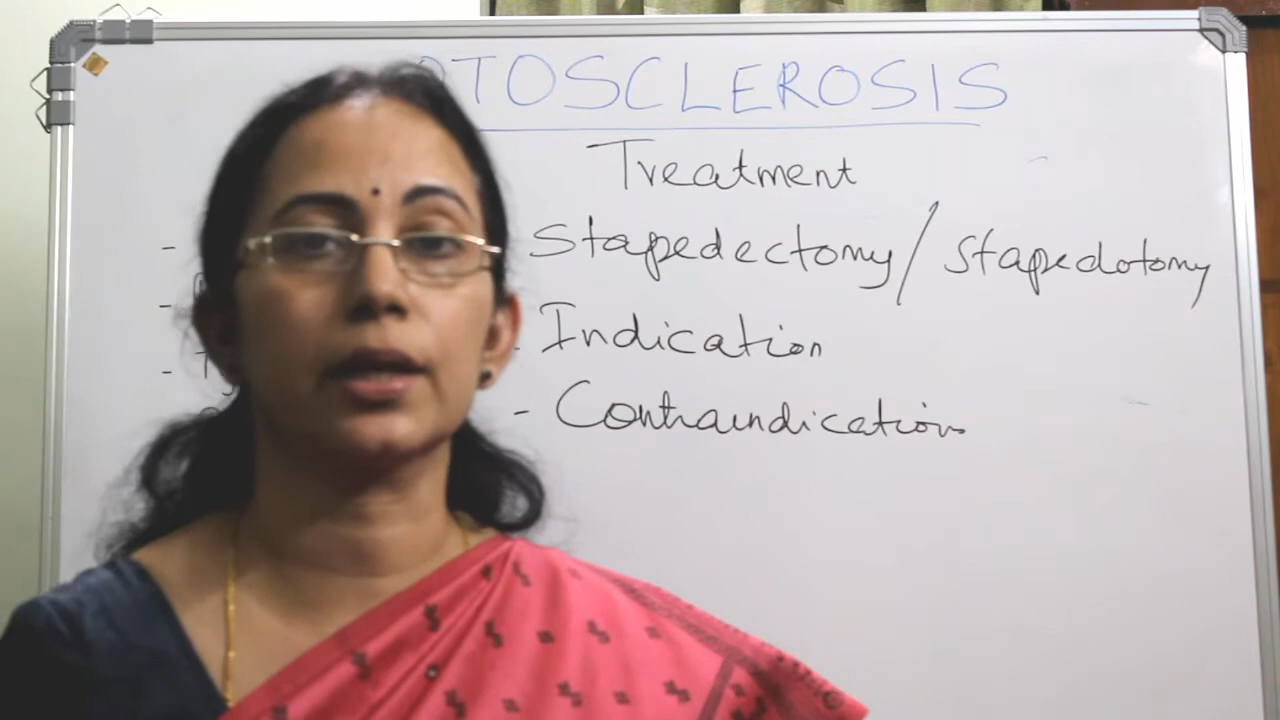 OTOSCLEROSIS
Treatment
Stapedectomy / Stapedotomy
- Indication
- Contraindication